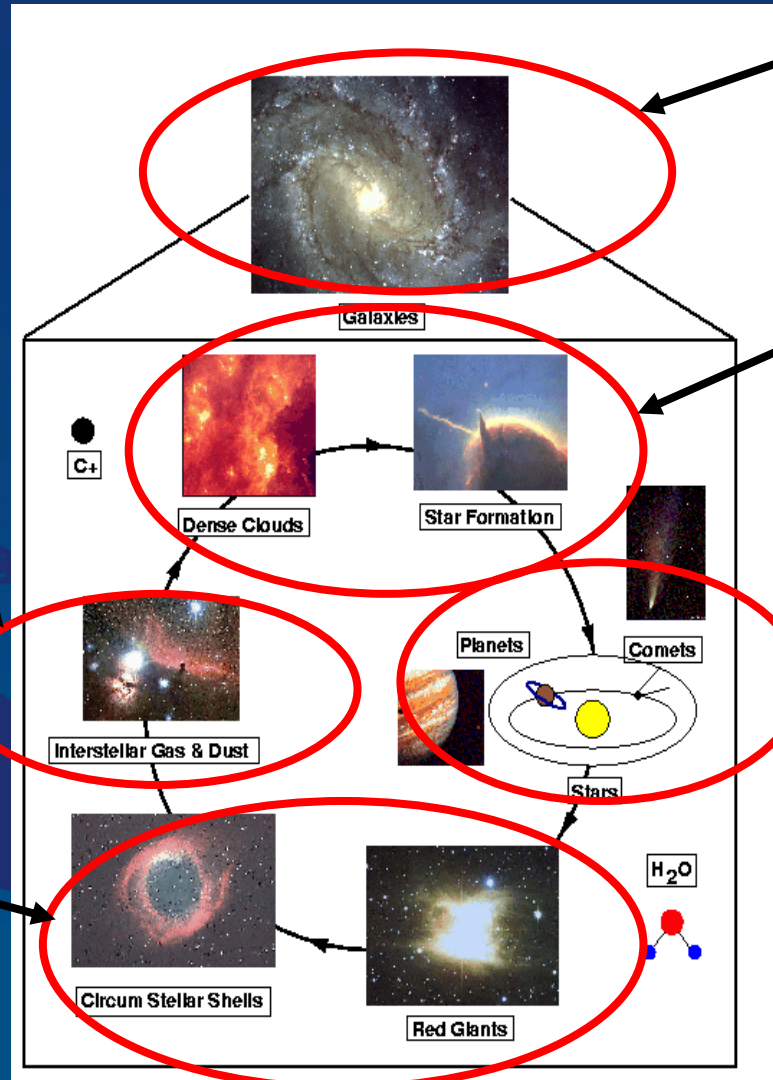 Galaxies
C+
Dense Clouds
Star Formation
Planets
Comets
Interstellar Gas & Dust
Stars
H₂O
Circum Stellar Shells
Red Giants